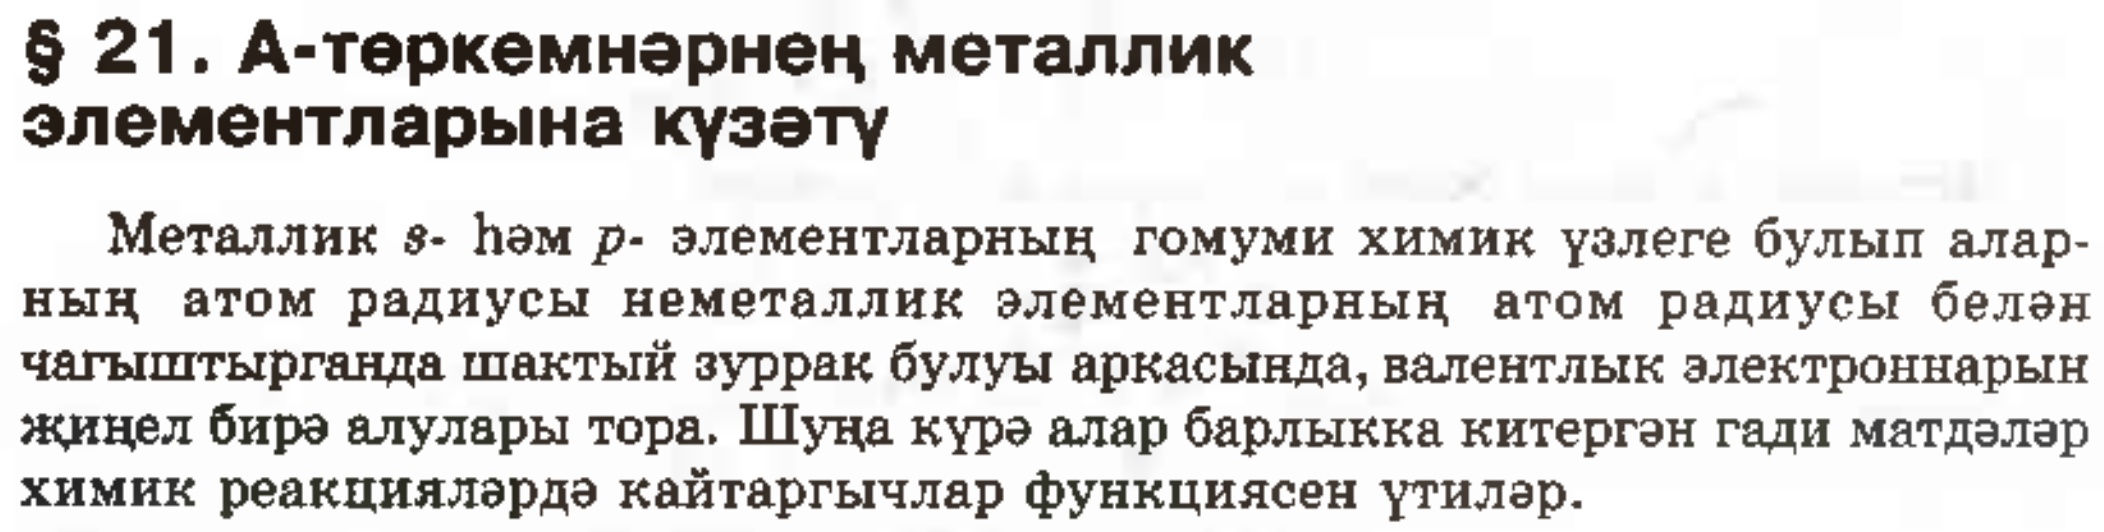 § 21. А-төркемнәрнең металлик
элементларына күзәтү
Металлик s- һәм p- элементларның гомуми химик үзлеге булып алар-
ның атом радиусы неметаллик элементларның атом радиусы белән
чагыштырганда шактый зуррак булуы аркасында, валентлык электроннарын
җиңел бирә алулары тора. Шуңа күрә алар барлыкка китергән гади матдәләр
химик реакцияләрдә кайтаргычлар функциясен үтиләр.